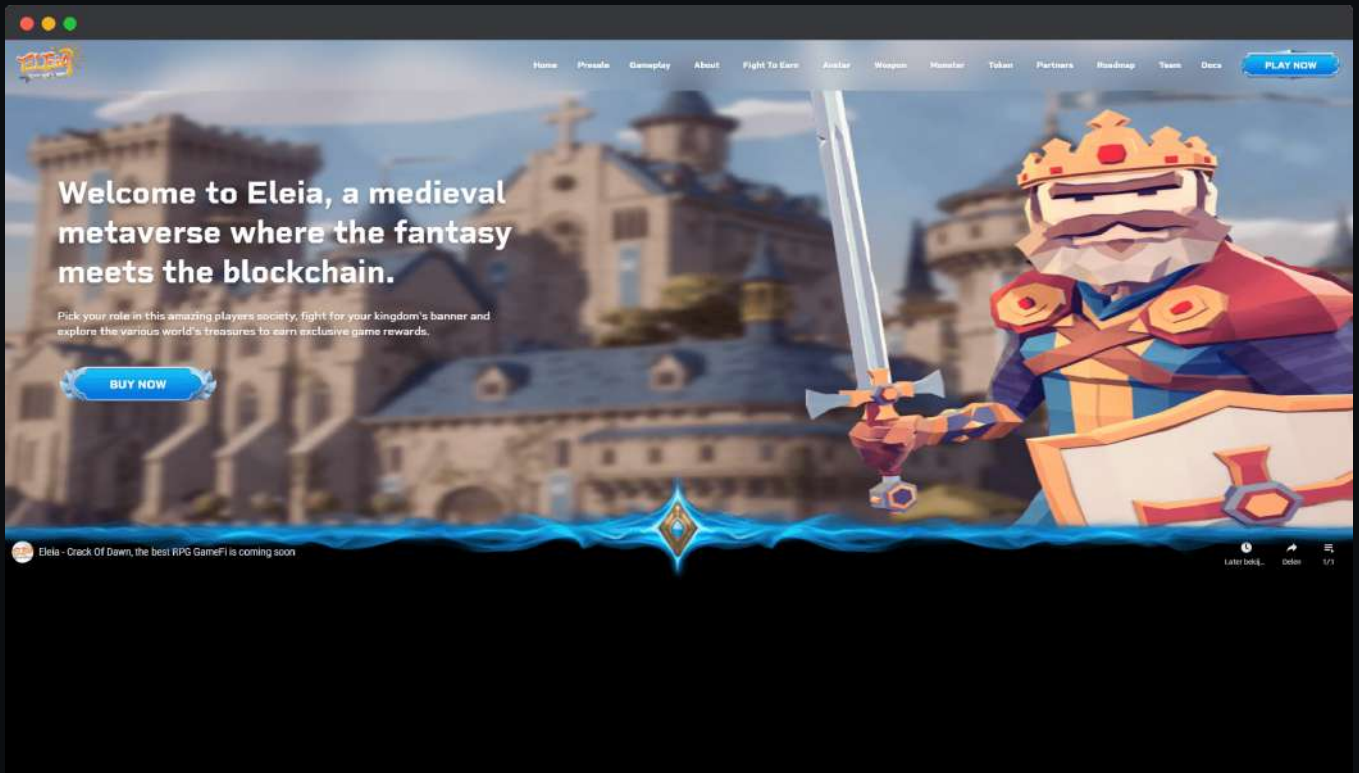 ELEIA
Home Presale Gameplay About Fight To Earn Avatar Weapon Monster Token Partners Roadmap Team Docs PLAY NOW
Welcome to Eleia, a medieval
metaverse where the fantasy
meets the blockchain.
Pick your role in this amazing players society, fight for your kingdom's banner and
explore the various world's treasures to earn exclusive game rewards.
BUY NOW
Eleia - Crack Of Dawn, the best RPG GameFi is coming soon
Later bekij... Delen 1/1